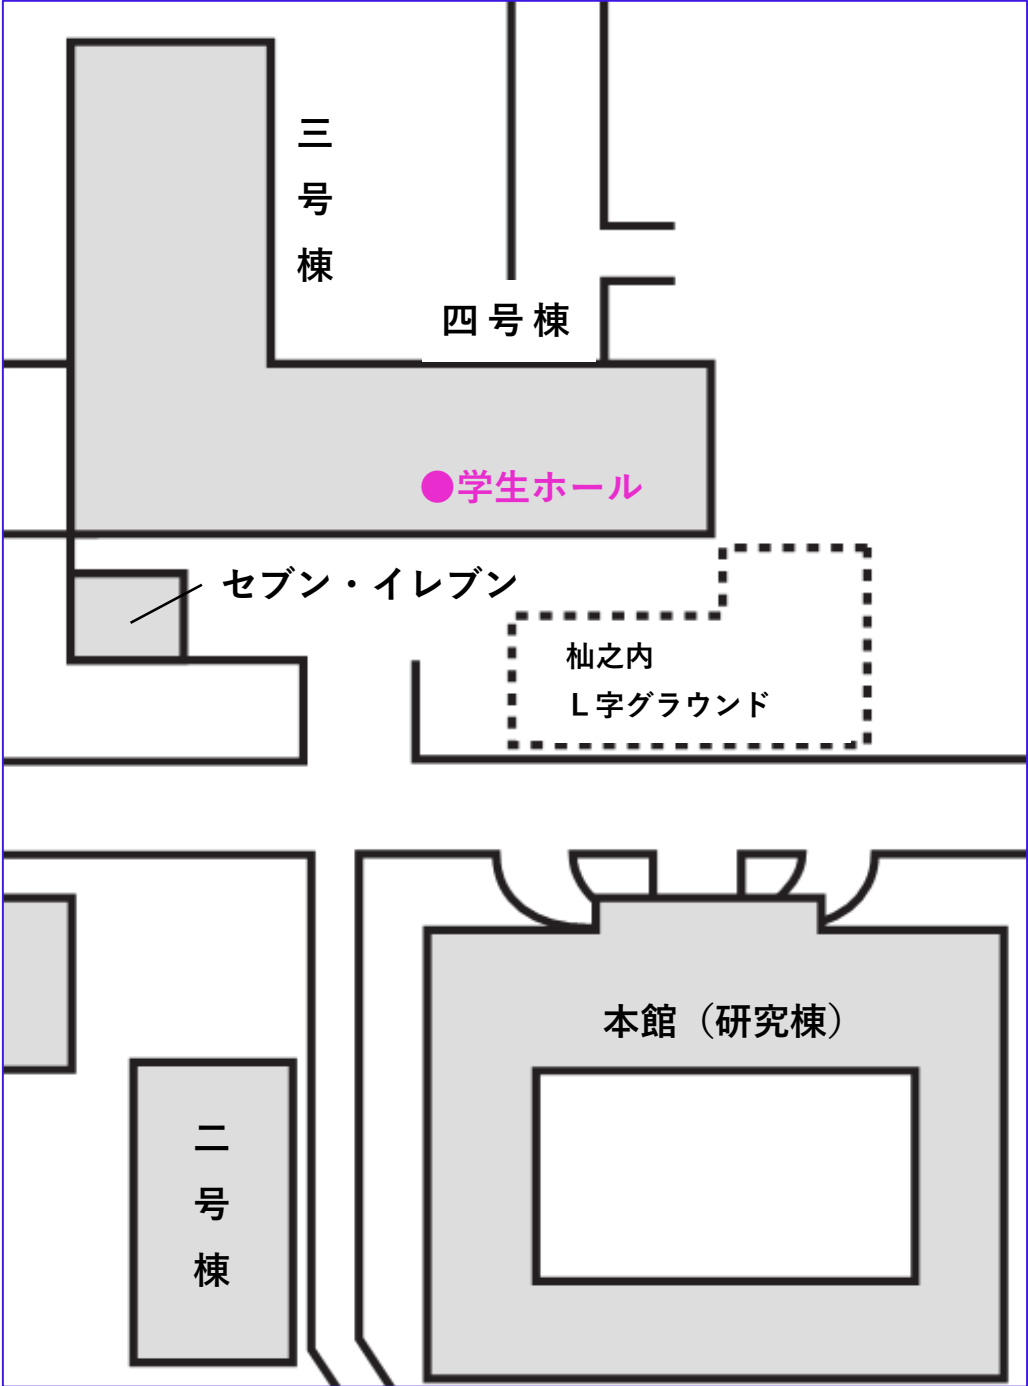 三号棟
四号棟
●学生ホール
セブン・イレブン
杣之内
L字グラウンド
本館（研究棟）
二号棟